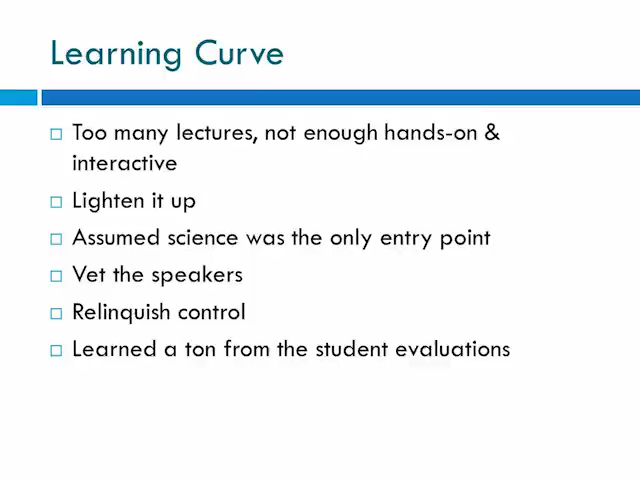 Learning Curve
Too many lectures, not enough hands-on &
interactive
Lighten it up
Assumed science was the only entry point
Vet the speakers
Relinquish control
Learned a ton from the student evaluations